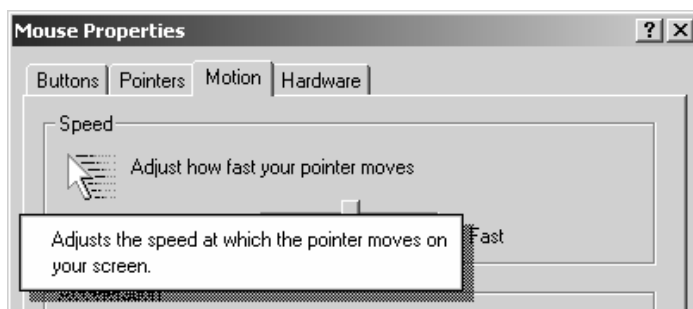 Mouse Properties
Buttons Pointers Motion Hardware
Speed
Adjust how fast your pointer moves
Fast
Adjusts the speed at which the pointer moves on
your screen.